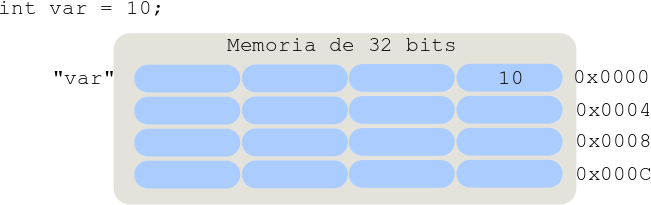 int var = 10;
Memoria de 32 bits
"var" 10 0x0000
0x0004
0x0008
0x000C